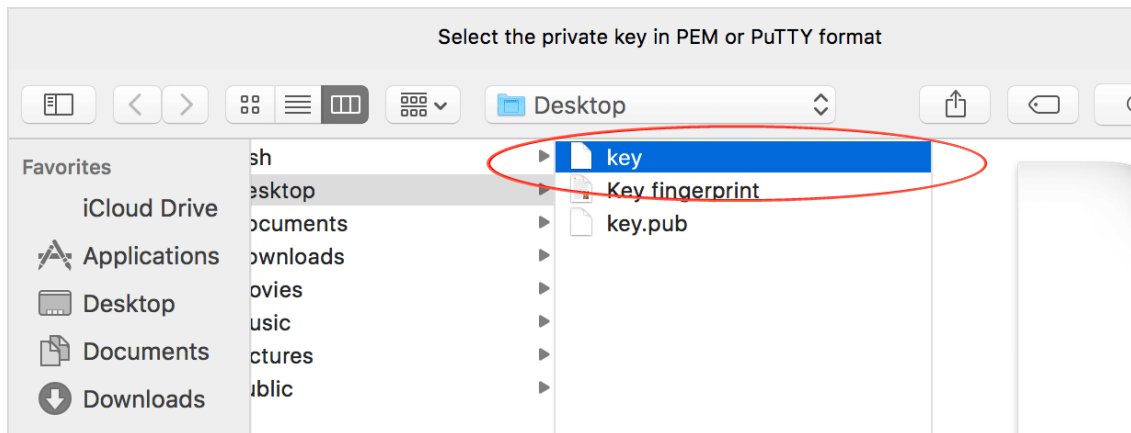 Select the private key in PEM or PuTTY format
Desktop
Favorites
iCloud Drive
Applications
Desktop
Documents
Downloads
sh
esktop
ocuments
ownloads
ovies
usic
ctures
ublic
key
Key fingerprint
key.pub